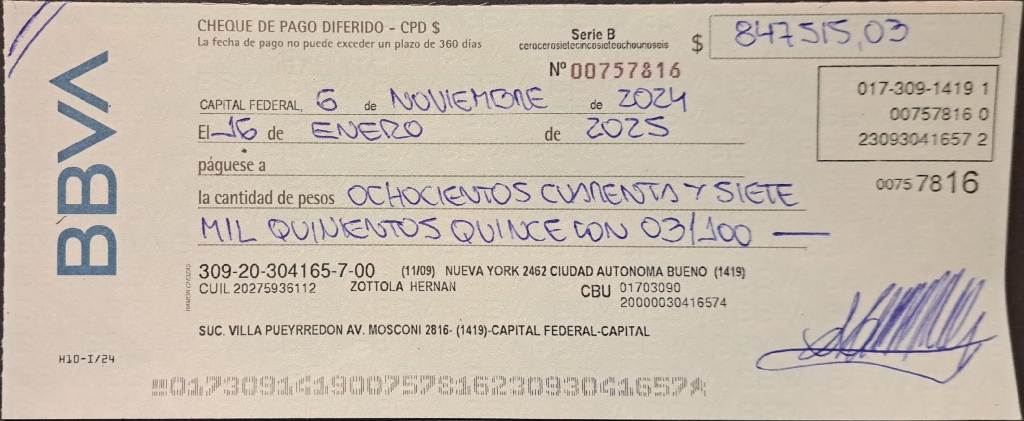 BBVA
CHEQUE DE PAGO DIFERIDO - CPD $
La fecha de pago no puede exceder un plazo de 360 días
Serie B
cerocerosietecincosieteochounoseis
$ 847515,03
Nº 00757816
017-309-1419 1
00757816 0
23093041657 2
CAPITAL FEDERAL, 6 de NOVIEMBRE de 2024
El 16 de ENERO de 2025
páguese a
0075 7816
la cantidad de pesos OCHOCIENTOS CUARENTA Y SIETE
MIL QUINIENTOS QUINCE CON 03/100 —
309-20-304165-7-00 (11/09) NUEVA YORK 2462 CIUDAD AUTONOMA BUENO (1419)
CUIL 20275936112 ZOTTOLA HERNAN CBU 01703090
20000030416574
SUC. VILLA PUEYRREDON AV. MOSCONI 2816- (1419)-CAPITAL FEDERAL-CAPITAL
H10-I/24
01730914190075781623093041657